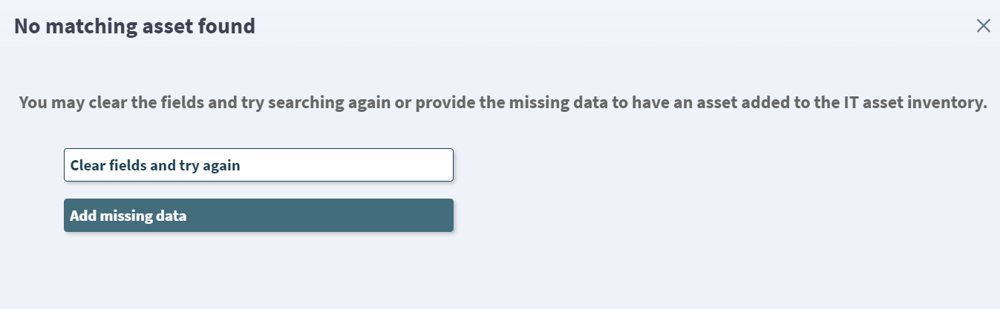 No matching asset found
You may clear the fields and try searching again or provide the missing data to have an asset added to the IT asset inventory.
Clear fields and try again
Add missing data